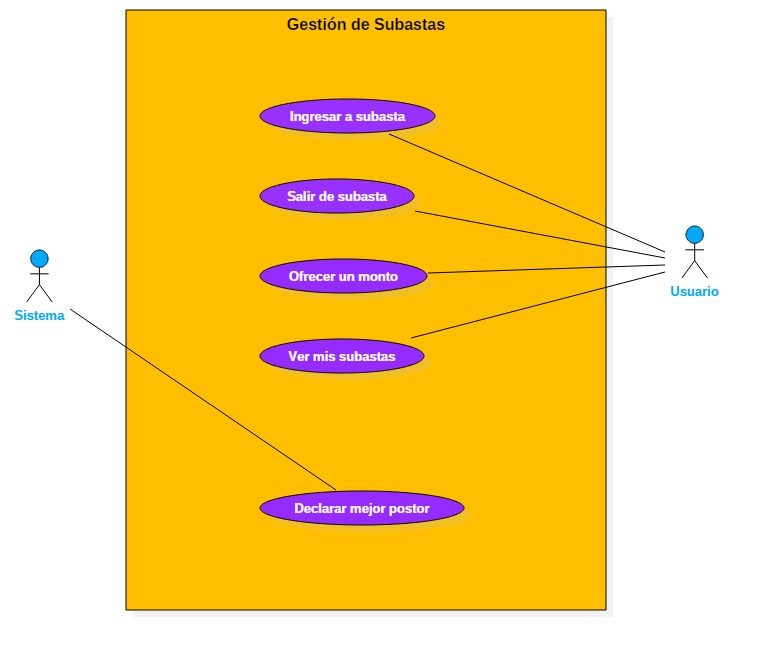 Gestión de Subastas
Ingresar a subasta
Salir de subasta
Ofrecer un monto
Usuario
Sistema
Ver mis subastas
Declarar mejor postor